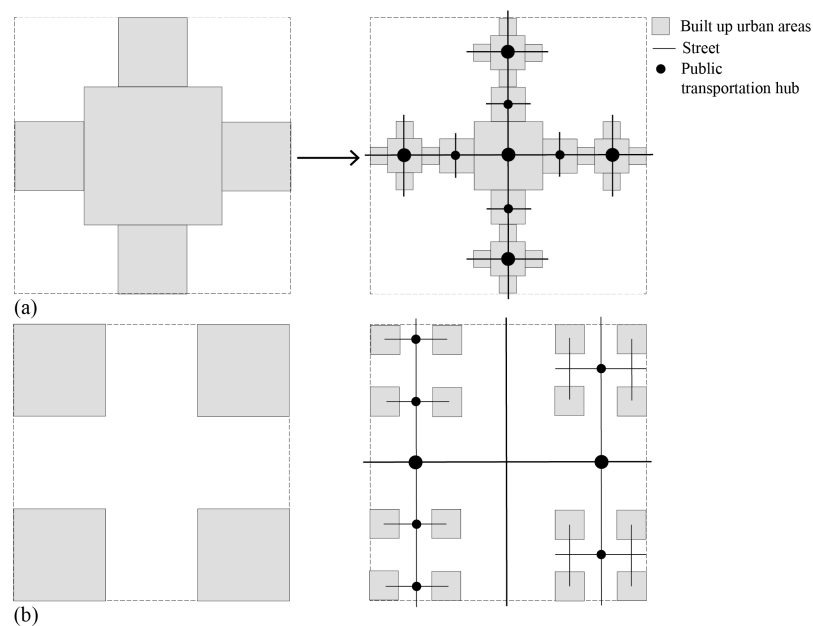 Built up urban areas
Street
Public
transportation hub
(a)
(b)